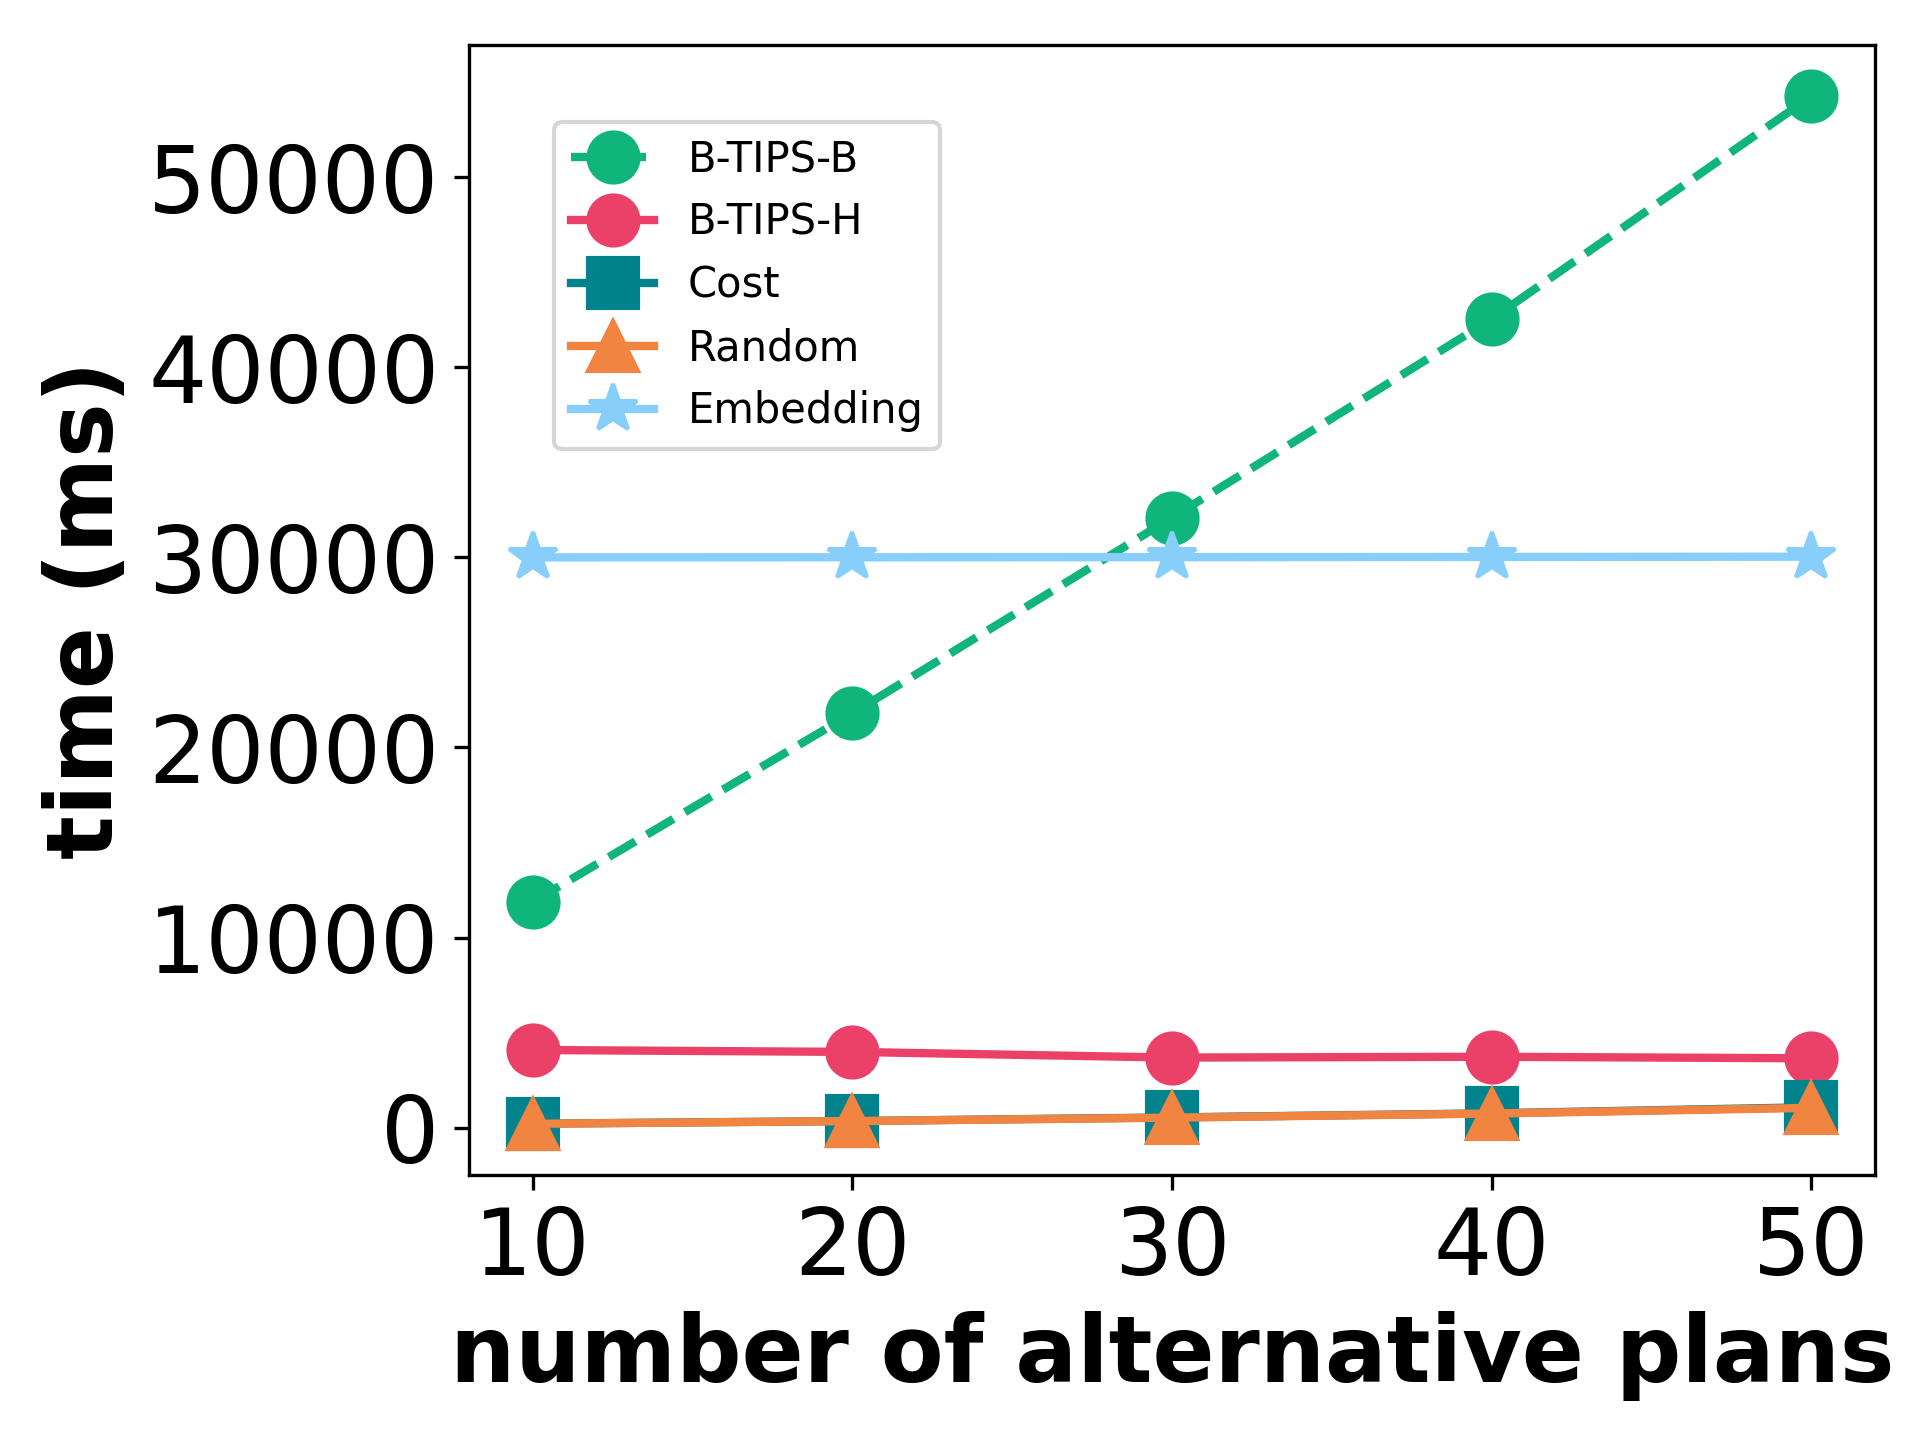 B-TIPS-B
B-TIPS-H
Cost
Random
Embedding
time (ms)
50000
40000
30000
20000
10000
0
10 20 30 40 50
number of alternative plans